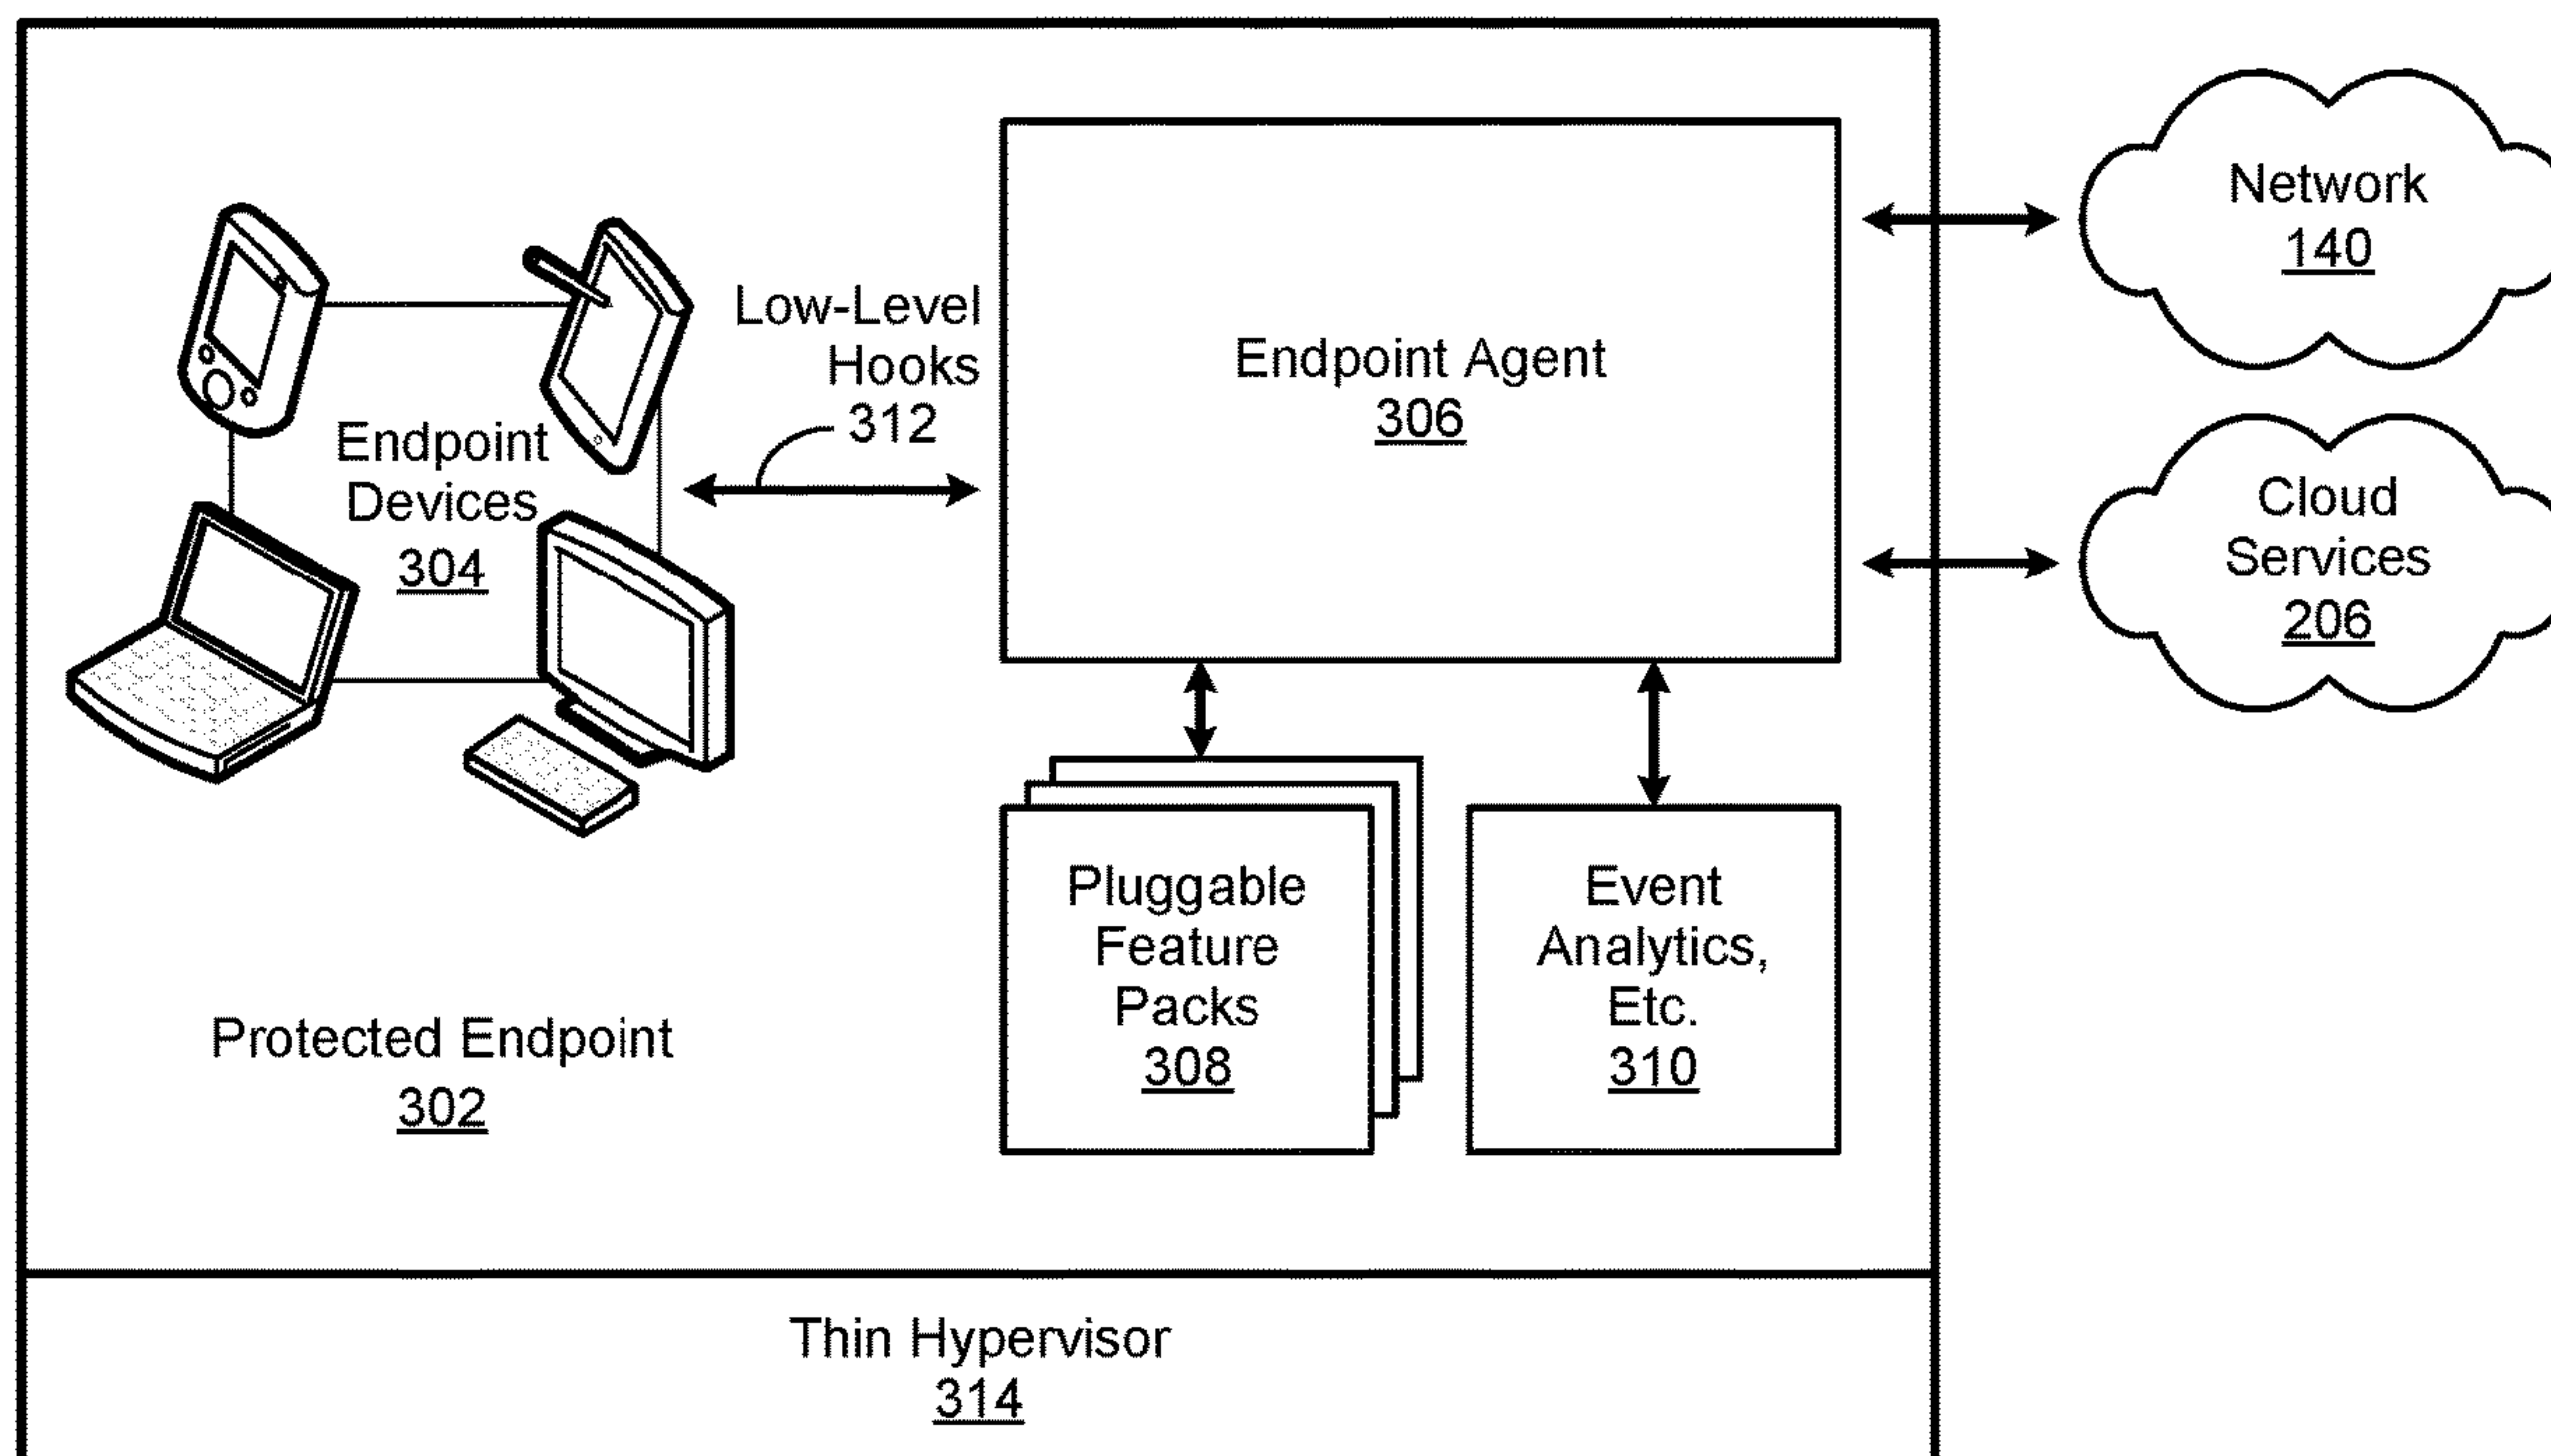 Endpoint
Devices
304
Low-Level
Hooks
312
Endpoint Agent
306
Network
140
Cloud
Services
206
Pluggable
Feature
Packs
308
Event
Analytics,
Etc.
310
Protected Endpoint
302
Thin Hypervisor
314